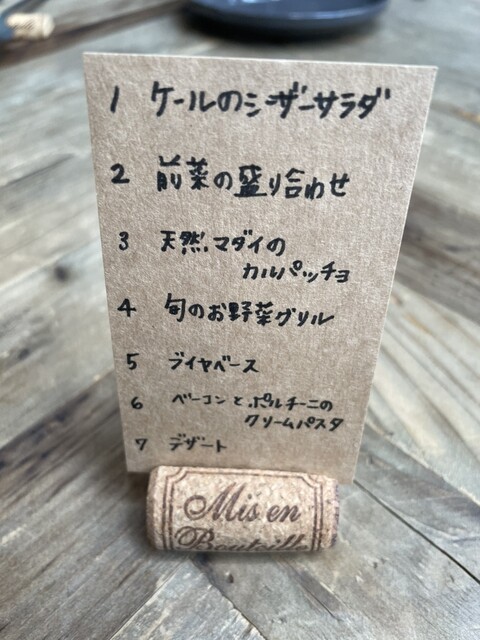 1 ケールのシーザーサラダ
2 前菜の盛り合わせ
3 天然マダイの
カルパッチョ
4 旬のお野菜グリル
5 ブイヤベース
6 ベーコンとポルチーニの
クリームパスタ
7 デザート
Mis en
Bouteille